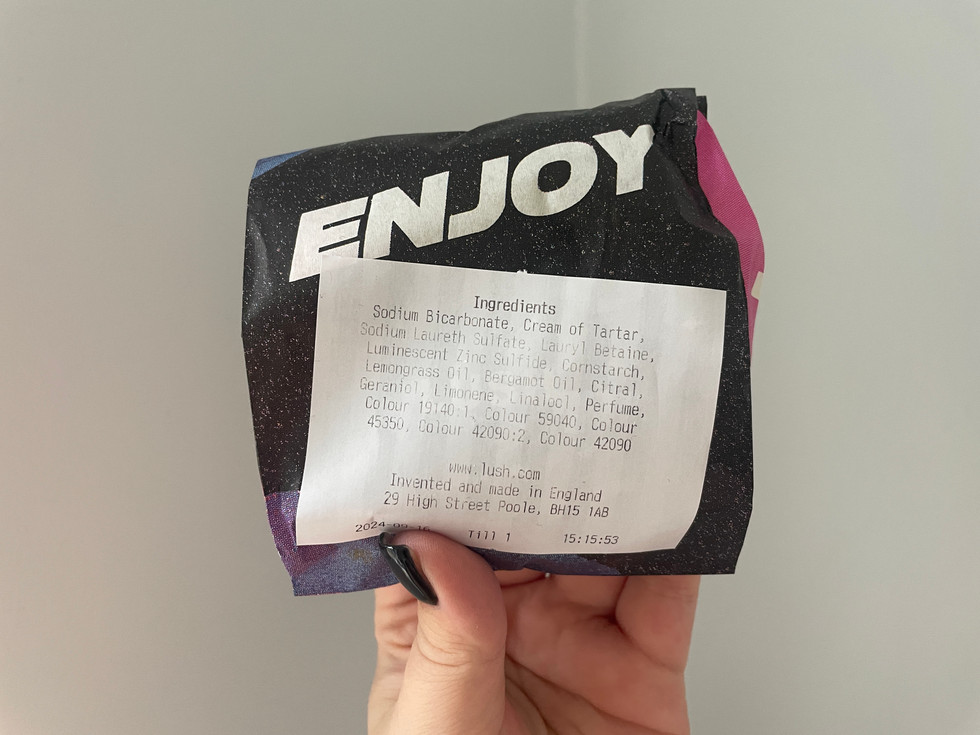 ENJOY
Ingredients
Sodium Bicarbonate, Cream of Tartar,
Sodium Laureth Sulfate, Lauryl Betaine,
Luminescent Zinc Sulfide, Cornstarch,
Lemongrass Oil, Bergamot Oil, Citral,
Geraniol, Limonene, Linalool, Perfume,
Colour 19140:1, Colour 59040, Colour
45350, Colour 42090:2, Colour 42090
www.lush.com
Invented and made in England
29 High Street Poole, BH15 1AB
Till 1 15:15:53